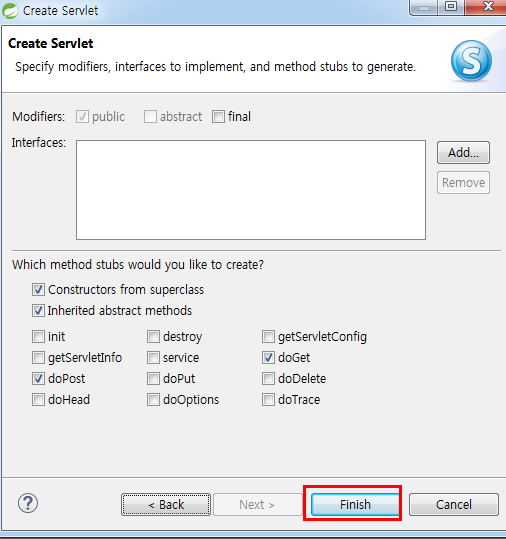 Create Servlet
Create Servlet
Specify modifiers, interfaces to implement, and method stubs to generate.
S
Modifiers: public abstract final
Interfaces:
Add...
Remove
Which method stubs would you like to create?
Constructors from superclass
Inherited abstract methods
init destroy getServletConfig
getServletInfo service doGet
doPost doPut doDelete
doHead doOptions doTrace
? < Back Next > Finish Cancel